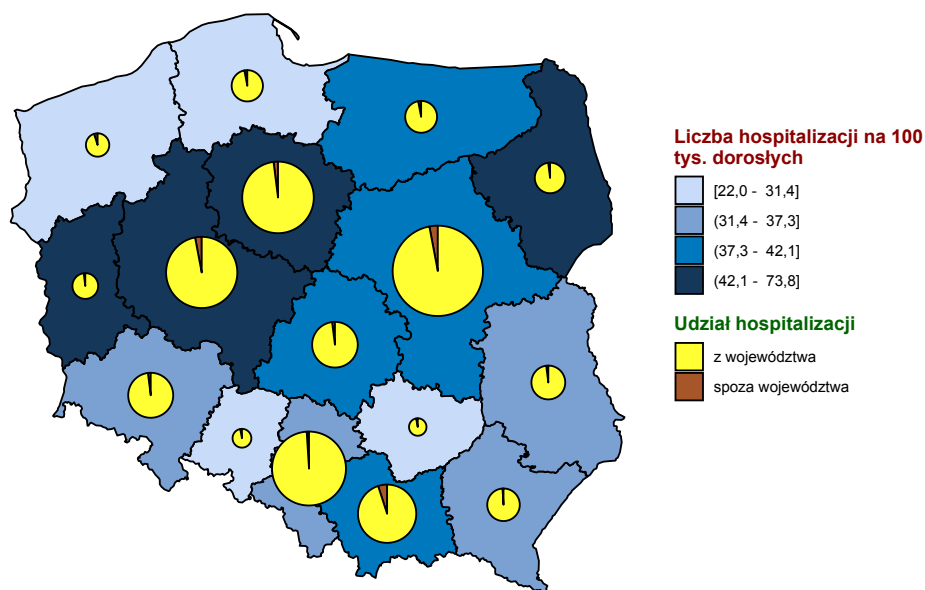 Liczba hospitalizacji na 100
tys. dorosłych
[22,0 - 31,4]
(31,4 - 37,3]
(37,3 - 42,1]
(42,1 - 73,8]
Udział hospitalizacji
z województwa
spoza województwa